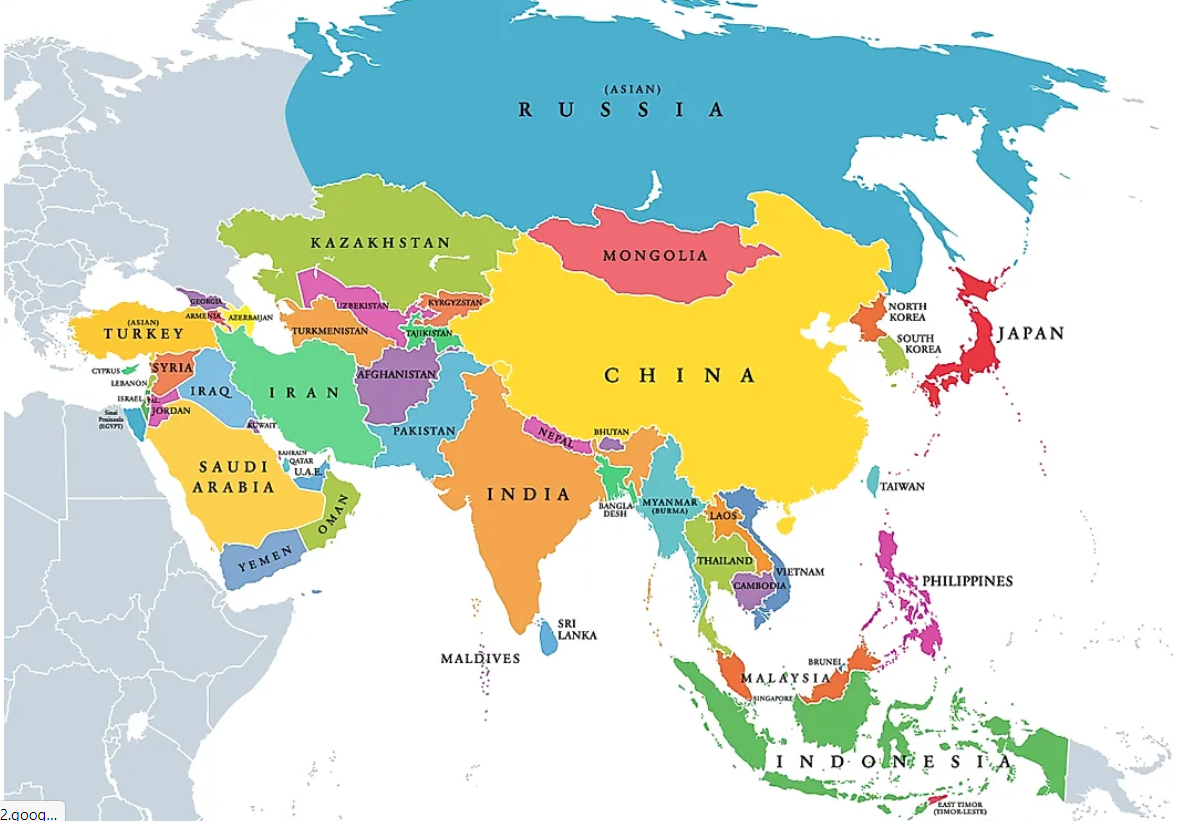 (ASIAN)
RUSSIA
KAZAKHSTAN
MONGOLIA
GEORGIA
ARMENIA
AZERBAIJAN
UZBEKISTAN
KYRGYZSTAN
(ASIAN)
TURKEY
TURKMENISTAN
TAJIKISTAN
NORTH
KOREA
SOUTH
KOREA
JAPAN
CYPRUS
SYRIA
LEBANON
ISRAEL
IRAQ
IRAN
AFGHANISTAN
CHINA
JORDAN
Sinai
Peninsula
(EGYPT)
KUWAIT
PAKISTAN
NEPAL
BHUTAN
BAHRAIN
QATAR
U.A.E.
SAUDI
ARABIA
OMAN
YEMEN
INDIA
BANGLA-
DESH
MYANMAR
(BURMA)
LAOS
TAIWAN
THAILAND
VIETNAM
CAMBODIA
PHILIPPINES
SRI
LANKA
MALDIVES
BRUNEI
MALAYSIA
SINGAPORE
INDONESIA
EAST TIMOR
(TIMOR-LESTE)
2.goog...